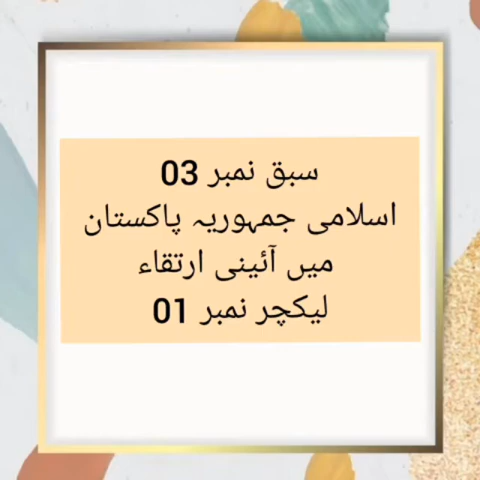 سبق نمبر 03
اسلامی جمہوریہ پاکستان
میں آئینی ارتقاء
لیکچر نمبر 01